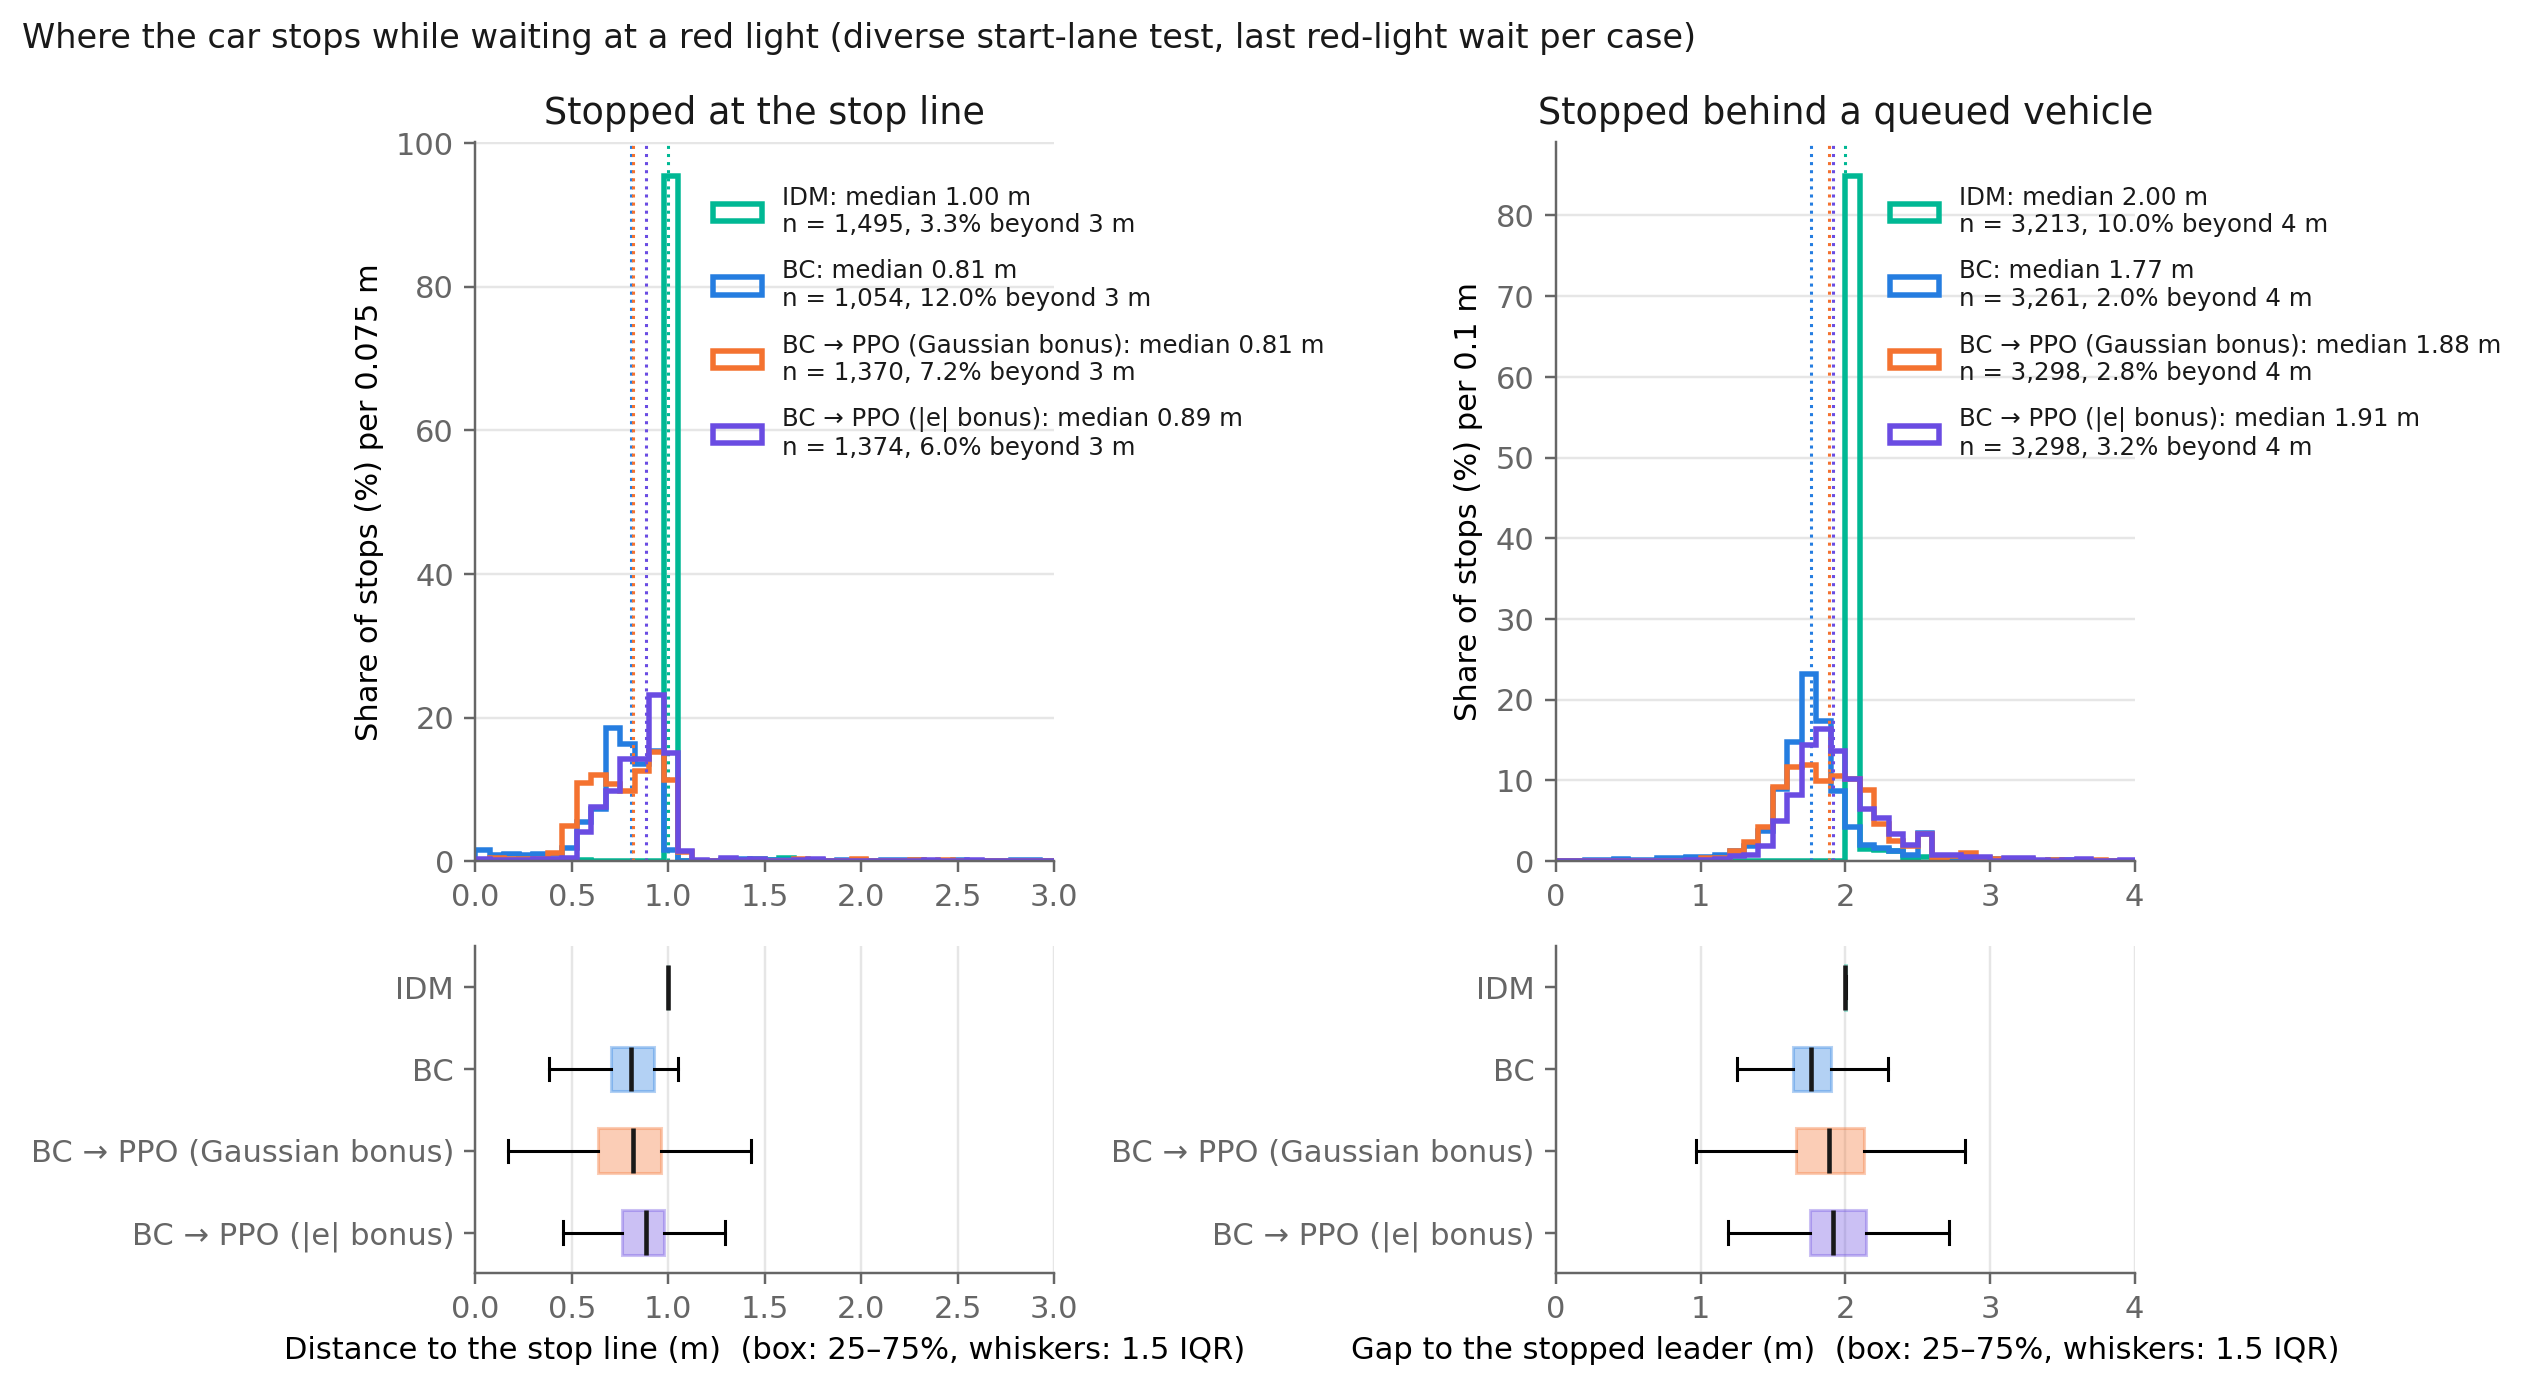 Where the car stops while waiting at a red light (diverse start-lane test, last red-light wait per case)
Stopped at the stop line
Share of stops (%) per 0.075 m
100
80
60
40
20
0
IDM: median 1.00 m
n = 1,495, 3.3% beyond 3 m
BC: median 0.81 m
n = 1,054, 12.0% beyond 3 m
BC → PPO (Gaussian bonus): median 0.81 m
n = 1,370, 7.2% beyond 3 m
BC → PPO (|e| bonus): median 0.89 m
n = 1,374, 6.0% beyond 3 m
0.0 0.5 1.0 1.5 2.0 2.5 3.0
Stopped behind a queued vehicle
Share of stops (%) per 0.1 m
80
70
60
50
40
30
20
10
0
IDM: median 2.00 m
n = 3,213, 10.0% beyond 4 m
BC: median 1.77 m
n = 3,261, 2.0% beyond 4 m
BC → PPO (Gaussian bonus): median 1.88 m
n = 3,298, 2.8% beyond 4 m
BC → PPO (|e| bonus): median 1.91 m
n = 3,298, 3.2% beyond 4 m
0 1 2 3 4
IDM
BC
BC → PPO (Gaussian bonus)
BC → PPO (|e| bonus)
0.0 0.5 1.0 1.5 2.0 2.5 3.0
Distance to the stop line (m) (box: 25–75%, whiskers: 1.5 IQR)
IDM
BC
BC → PPO (Gaussian bonus)
BC → PPO (|e| bonus)
0 1 2 3 4
Gap to the stopped leader (m) (box: 25–75%, whiskers: 1.5 IQR)